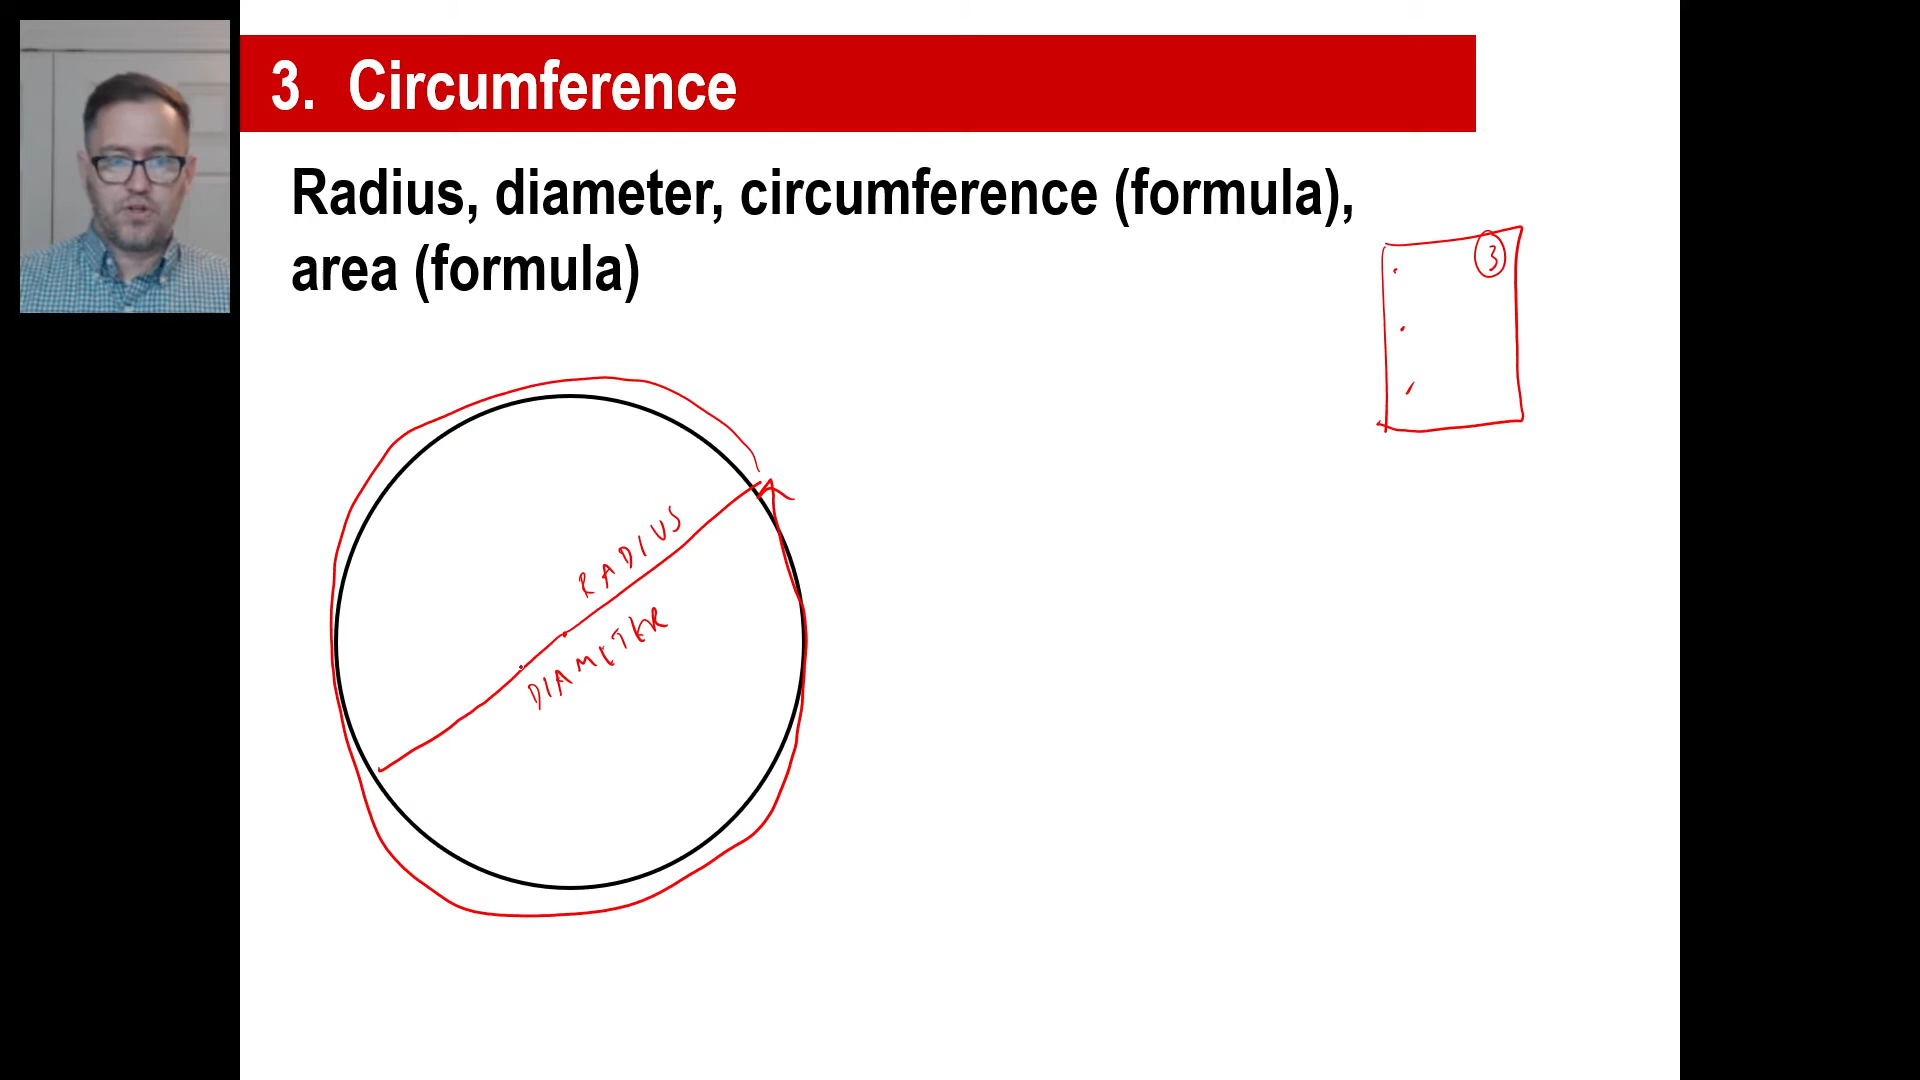 3. Circumference
Radius, diameter, circumference (formula),
area (formula)
3
RADIUS
DIAMETER